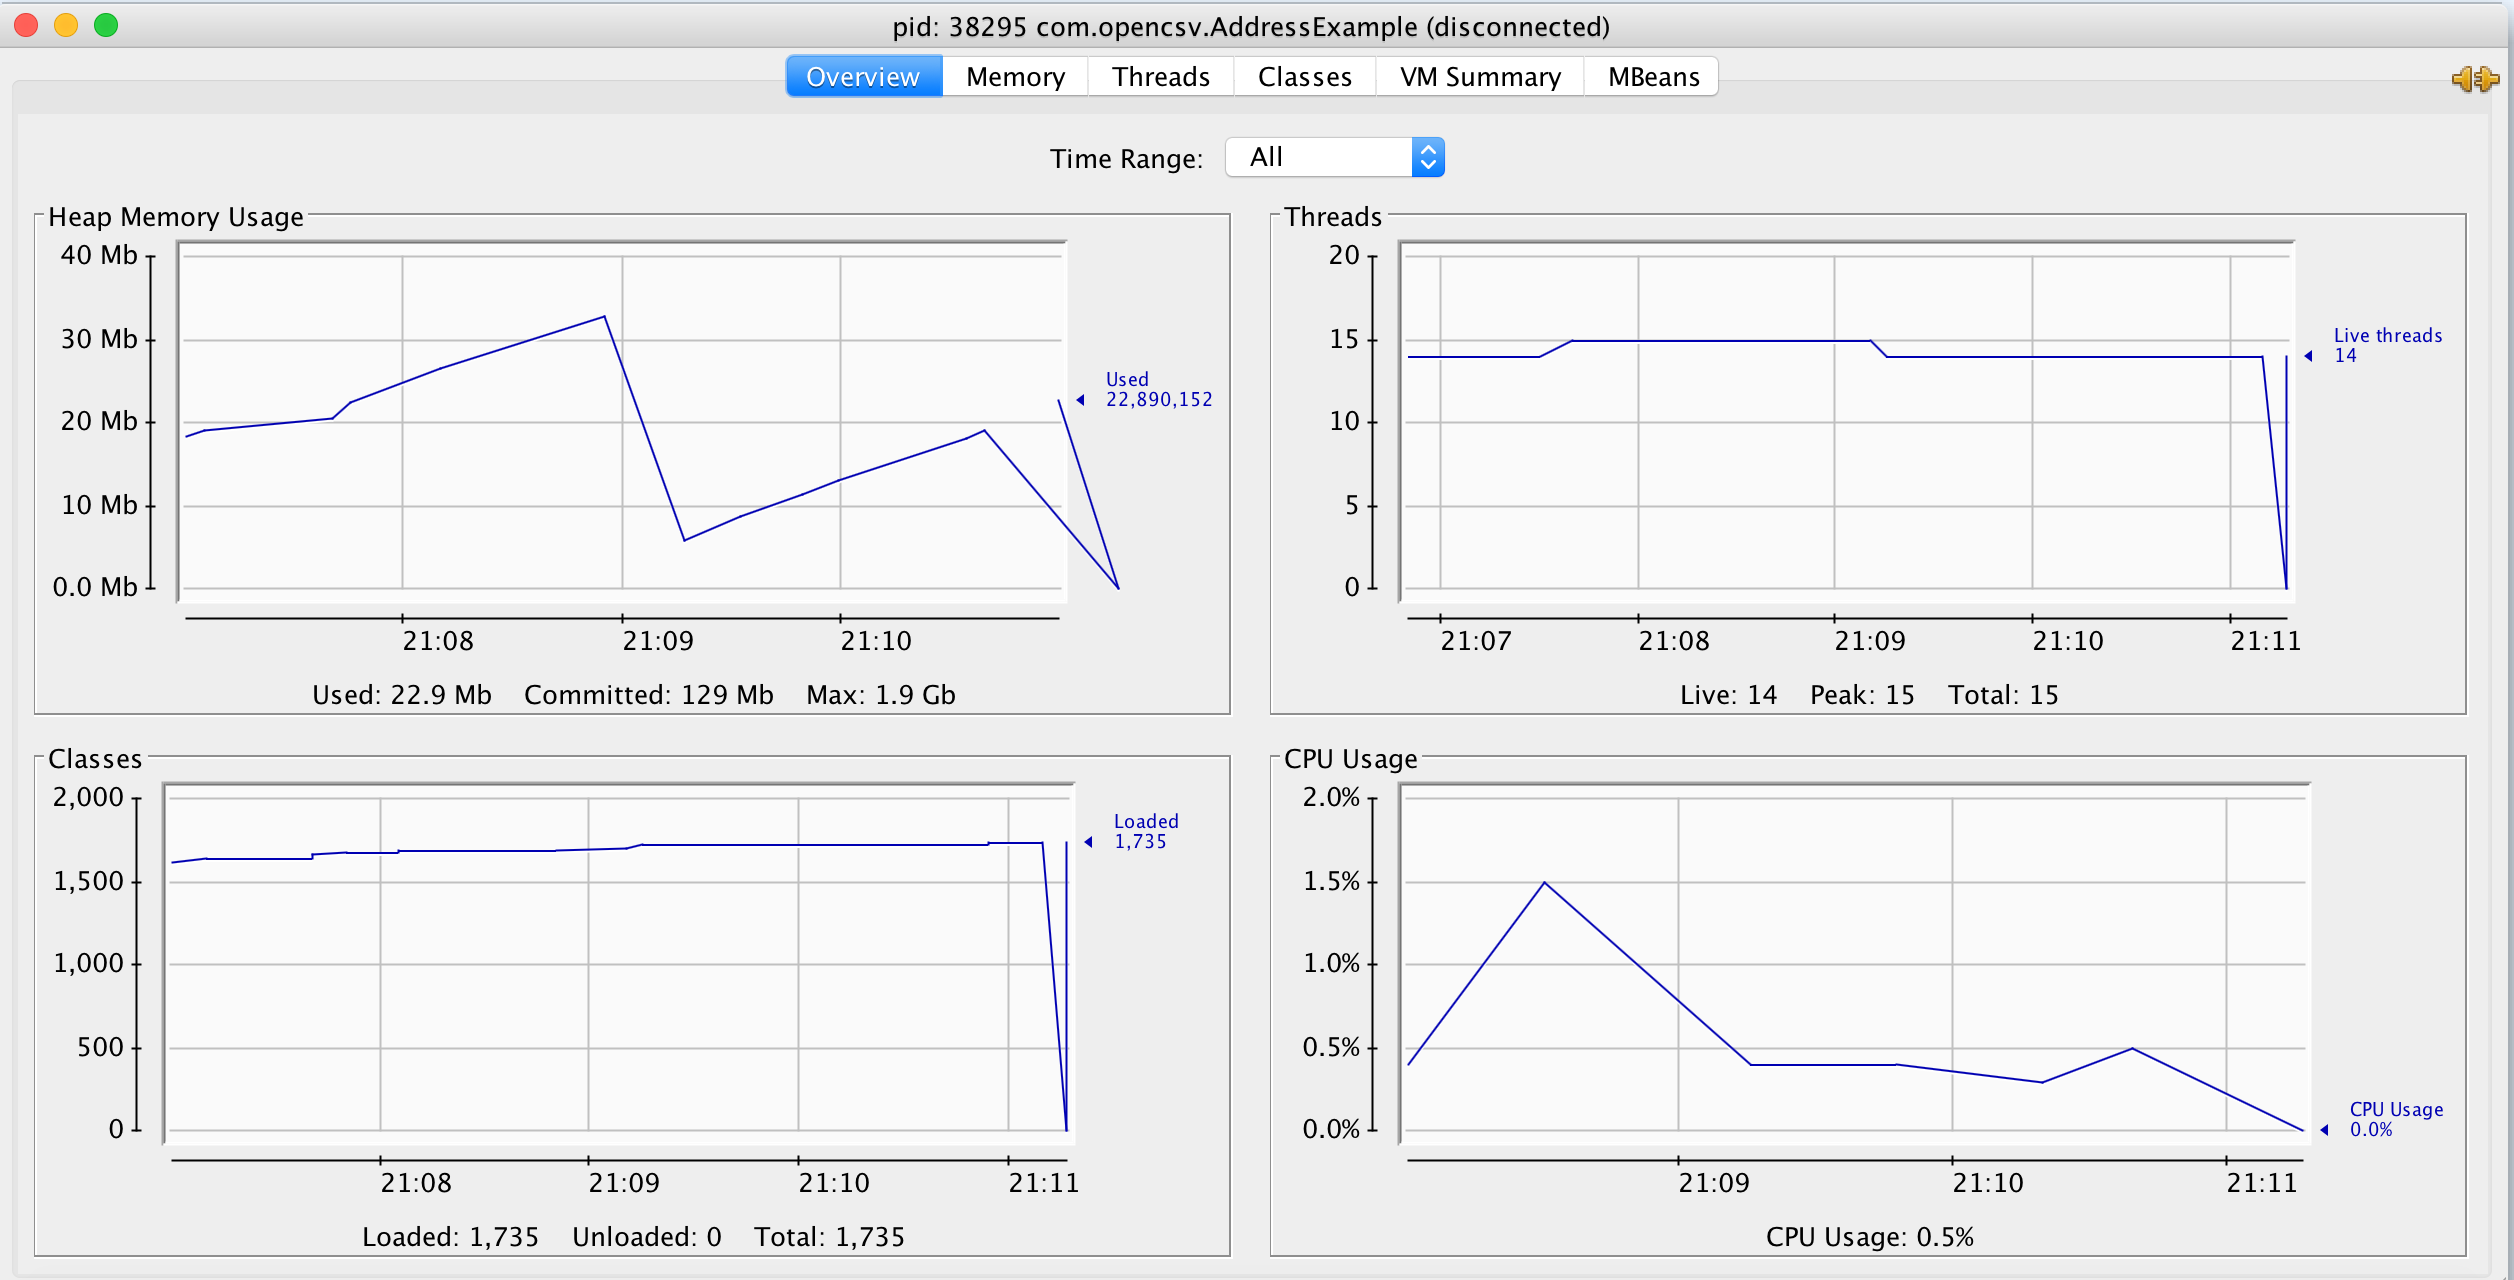 pid: 38295 com.opencsv.AddressExample (disconnected)
Overview Memory Threads Classes VM Summary MBeans
Time Range: All
Heap Memory Usage
40 Mb
30 Mb
20 Mb
10 Mb
0.0 Mb
Used
22,890,152
21:08 21:09 21:10
Used: 22.9 Mb Committed: 129 Mb Max: 1.9 Gb
Threads
20
15
10
5
0
Live threads
14
21:07 21:08 21:09 21:10 21:11
Live: 14 Peak: 15 Total: 15
Classes
2,000
1,500
1,000
500
0
Loaded
1,735
21:08 21:09 21:10 21:11
Loaded: 1,735 Unloaded: 0 Total: 1,735
CPU Usage
2.0%
1.5%
1.0%
0.5%
0.0%
CPU Usage
0.0%
21:09 21:10 21:11
CPU Usage: 0.5%